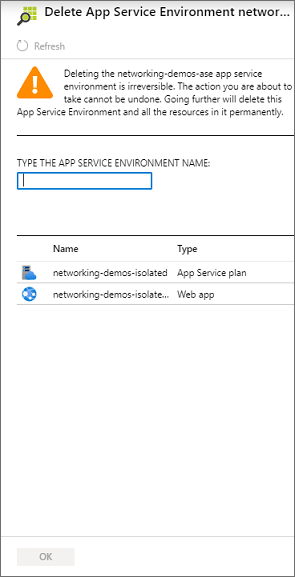 Delete App Service Environment networ...
Refresh
Deleting the networking-demos-ase app service
environment is irreversible. The action you are about to
take cannot be undone. Going further will delete this
App Service Environment and all the resources in it permanently.
TYPE THE APP SERVICE ENVIRONMENT NAME:
Name Type
networking-demos-isolated App Service plan
networking-demos-isolate... Web app
OK